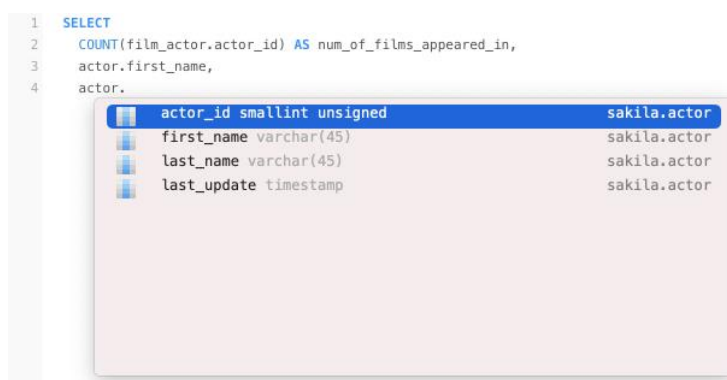 1 SELECT
2 COUNT(film_actor.actor_id) AS num_of_films_appeared_in,
3 actor.first_name,
4 actor.
actor_id smallint unsigned sakila.actor
first_name varchar(45) sakila.actor
last_name varchar(45) sakila.actor
last_update timestamp sakila.actor